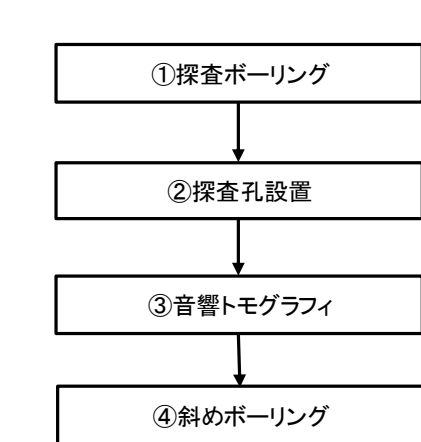 ①探査ボーリング
②探査孔設置
③音響トモグラフィ
④斜めボーリング